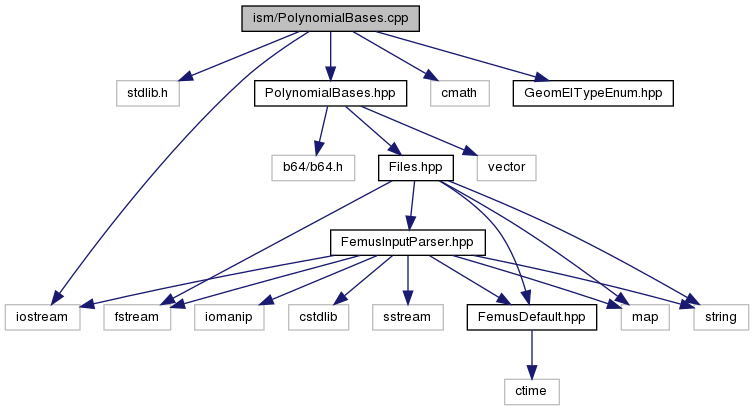 ism/PolynomialBases.cpp
stdlib.h
PolynomialBases.hpp
cmath
GeomElTypeEnum.hpp
b64/b64.h
Files.hpp
vector
FemusInputParser.hpp
iostream
fstream
iomanip
cstdlib
sstream
FemusDefault.hpp
map
string
ctime